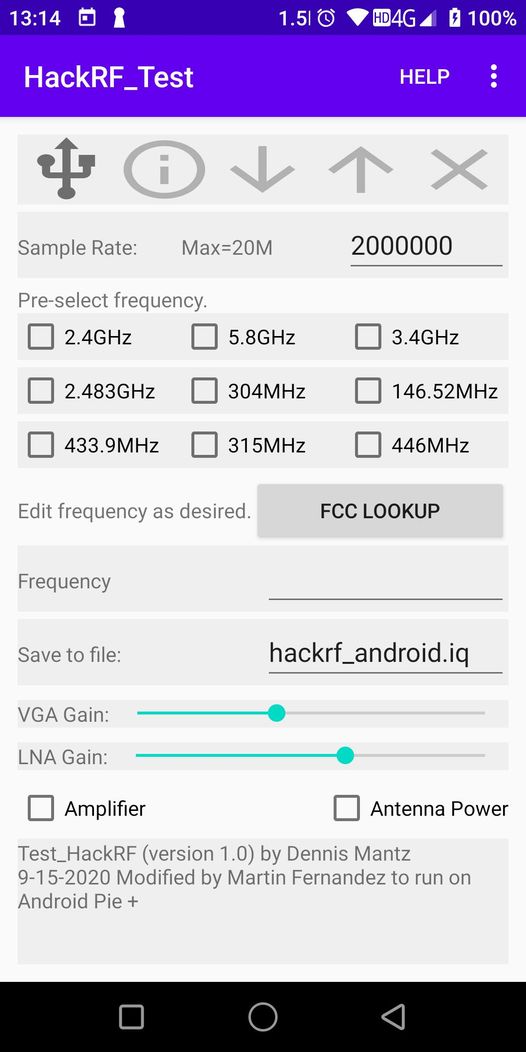 13:14 1.5 HD 4G 100%
HackRF_Test HELP
Sample Rate: Max=20M 2000000
Pre-select frequency.
2.4GHz 5.8GHz 3.4GHz
2.483GHz 304MHz 146.52MHz
433.9MHz 315MHz 446MHz
Edit frequency as desired. FCC LOOKUP
Frequency
Save to file: hackrf_android.iq
VGA Gain:
LNA Gain:
Amplifier Antenna Power
Test_HackRF (version 1.0) by Dennis Mantz
9-15-2020 Modified by Martin Fernandez to run on
Android Pie +